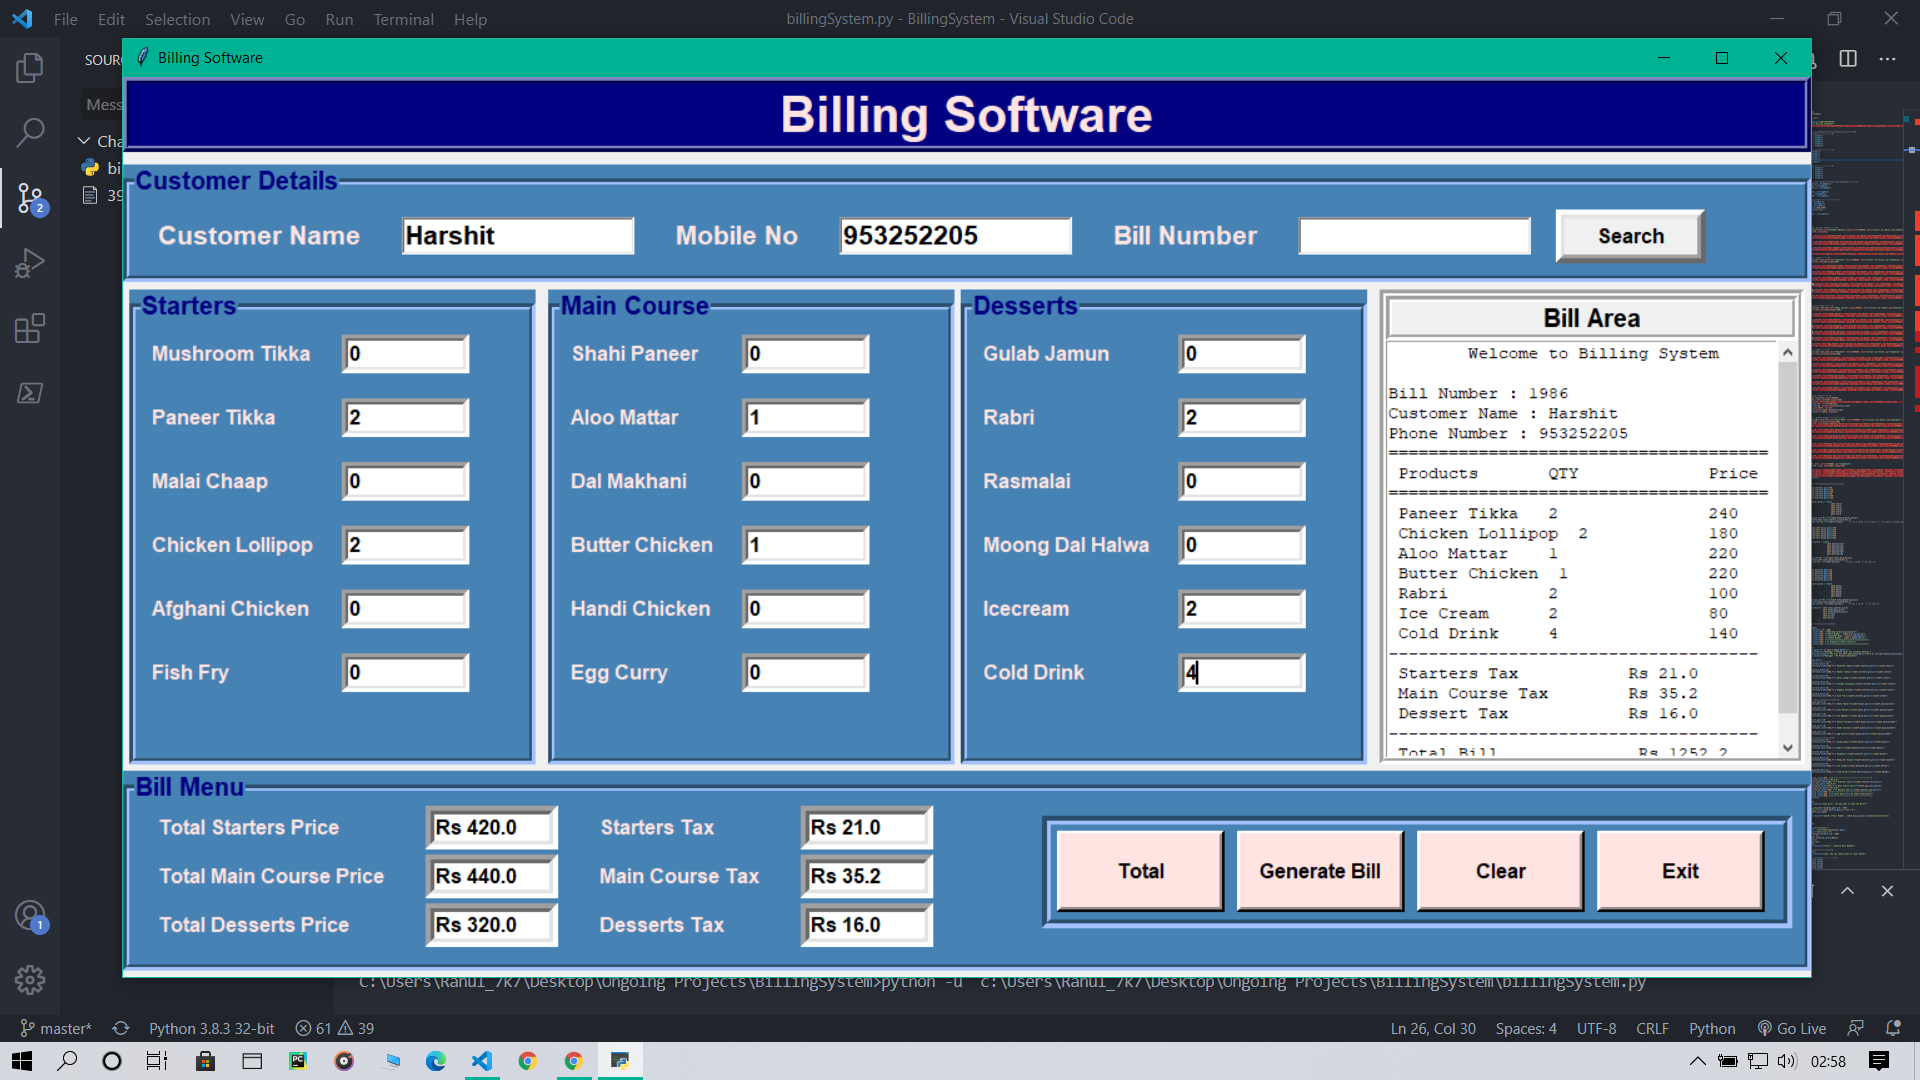 File Edit Selection View Go Run Terminal Help
billingSystem.py - BillingSystem - Visual Studio Code
Billing Software
Billing Software
Customer Details
Customer Name Harshit Mobile No 953252205 Bill Number Search
Starters
Mushroom Tikka 0
Paneer Tikka 2
Malai Chaap 0
Chicken Lollipop 2
Afghani Chicken 0
Fish Fry 0
Main Course
Shahi Paneer 0
Aloo Mattar 1
Dal Makhani 0
Butter Chicken 1
Handi Chicken 0
Egg Curry 0
Desserts
Gulab Jamun 0
Rabri 2
Rasmalai 0
Moong Dal Halwa 0
Icecream 2
Cold Drink 4
Bill Area
Welcome to Billing System
Bill Number : 1986
Customer Name : Harshit
Phone Number : 953252205
======================================
Products QTY Price
======================================
Paneer Tikka 2 240
Chicken Lollipop 2 180
Aloo Mattar 1 220
Butter Chicken 1 220
Rabri 2 100
Ice Cream 2 80
Cold Drink 4 140
-------------------------------------
Starters Tax Rs 21.0
Main Course Tax Rs 35.2
Dessert Tax Rs 16.0
-------------------------------------
Total Bill Rs 1252.2
Bill Menu
Total Starters Price Rs 420.0 Starters Tax Rs 21.0
Total Main Course Price Rs 440.0 Main Course Tax Rs 35.2
Total Desserts Price Rs 320.0 Desserts Tax Rs 16.0
Total Generate Bill Clear Exit
SOUR
Mess
Cha
bi
39
2
1
C:\Users\Rahul_7k7\Desktop\Ongoing Projects\BillingSystem>python -u "c:\Users\Rahul_7k7\Desktop\Ongoing Projects\BillingSystem\billingSystem.py"
master* Python 3.8.3 32-bit 61 39 Ln 26, Col 30 Spaces: 4 UTF-8 CRLF Python Go Live
02:58